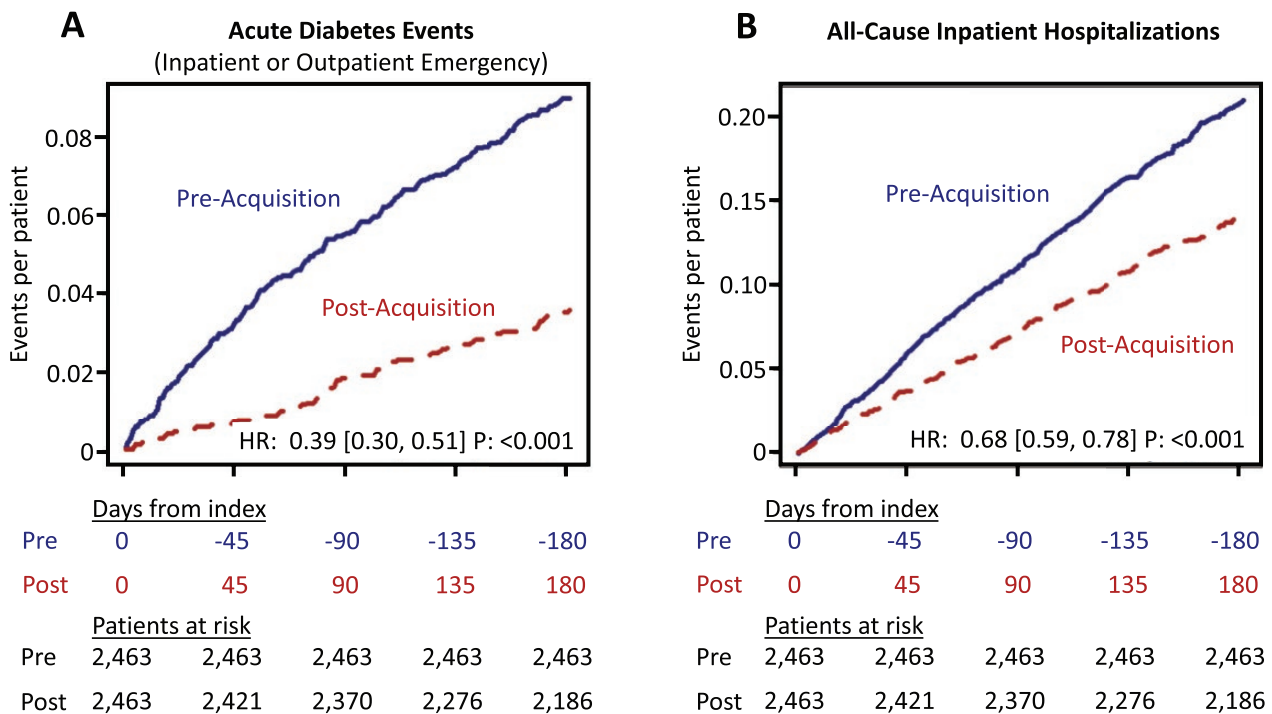 A
Acute Diabetes Events
(Inpatient or Outpatient Emergency)
Events per patient
0.08
0.06
0.04
0.02
0
Pre-Acquisition
Post-Acquisition
HR: 0.39 [0.30, 0.51] P: <0.001
Days from index
Pre 0 -45 -90 -135 -180
Post 0 45 90 135 180
Patients at risk
Pre 2,463 2,463 2,463 2,463 2,463
Post 2,463 2,421 2,370 2,276 2,186
B
All-Cause Inpatient Hospitalizations
Events per patient
0.20
0.15
0.10
0.05
0
Pre-Acquisition
Post-Acquisition
HR: 0.68 [0.59, 0.78] P: <0.001
Days from index
Pre 0 -45 -90 -135 -180
Post 0 45 90 135 180
Patients at risk
Pre 2,463 2,463 2,463 2,463 2,463
Post 2,463 2,421 2,370 2,276 2,186